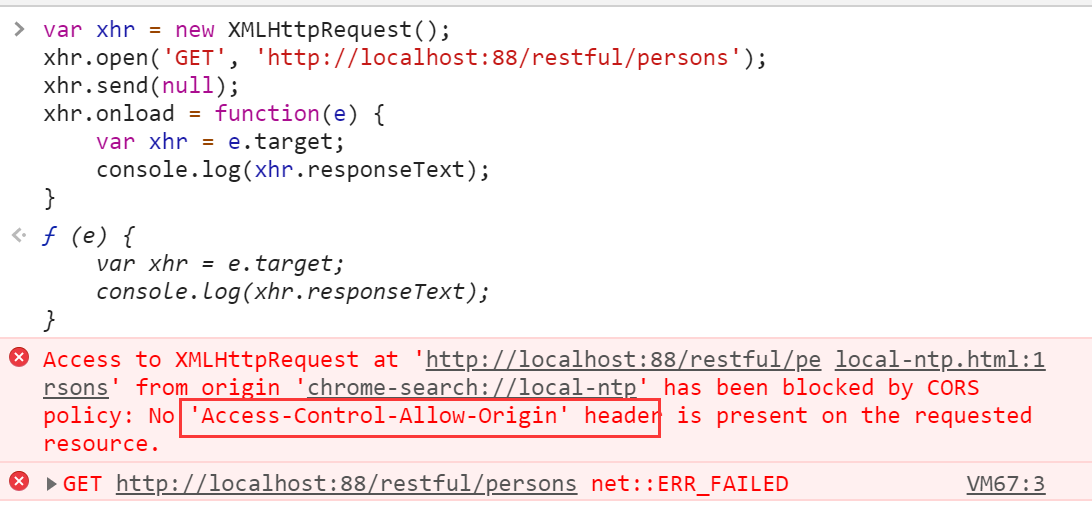 > var xhr = new XMLHttpRequest();
xhr.open('GET', 'http://localhost:88/restful/persons');
xhr.send(null);
xhr.onload = function(e) {
    var xhr = e.target;
    console.log(xhr.responseText);
}
ƒ (e) {
    var xhr = e.target;
    console.log(xhr.responseText);
}
Access to XMLHttpRequest at 'http://localhost:88/restful/pe local-ntp.html:1
rsons' from origin 'chrome-search://local-ntp' has been blocked by CORS
policy: No 'Access-Control-Allow-Origin' header is present on the requested
resource.
GET http://localhost:88/restful/persons net::ERR_FAILED VM67:3